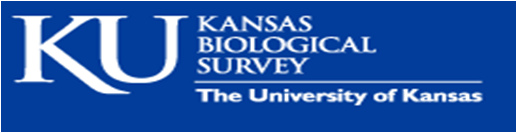 KU
KANSAS
BIOLOGICAL
SURVEY
The University of Kansas